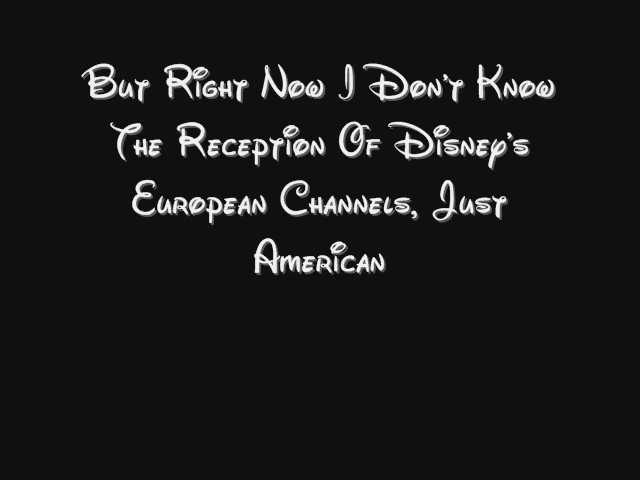 But Right Now I Don't Know
The Reception Of Disney's
European Channels, Just
American